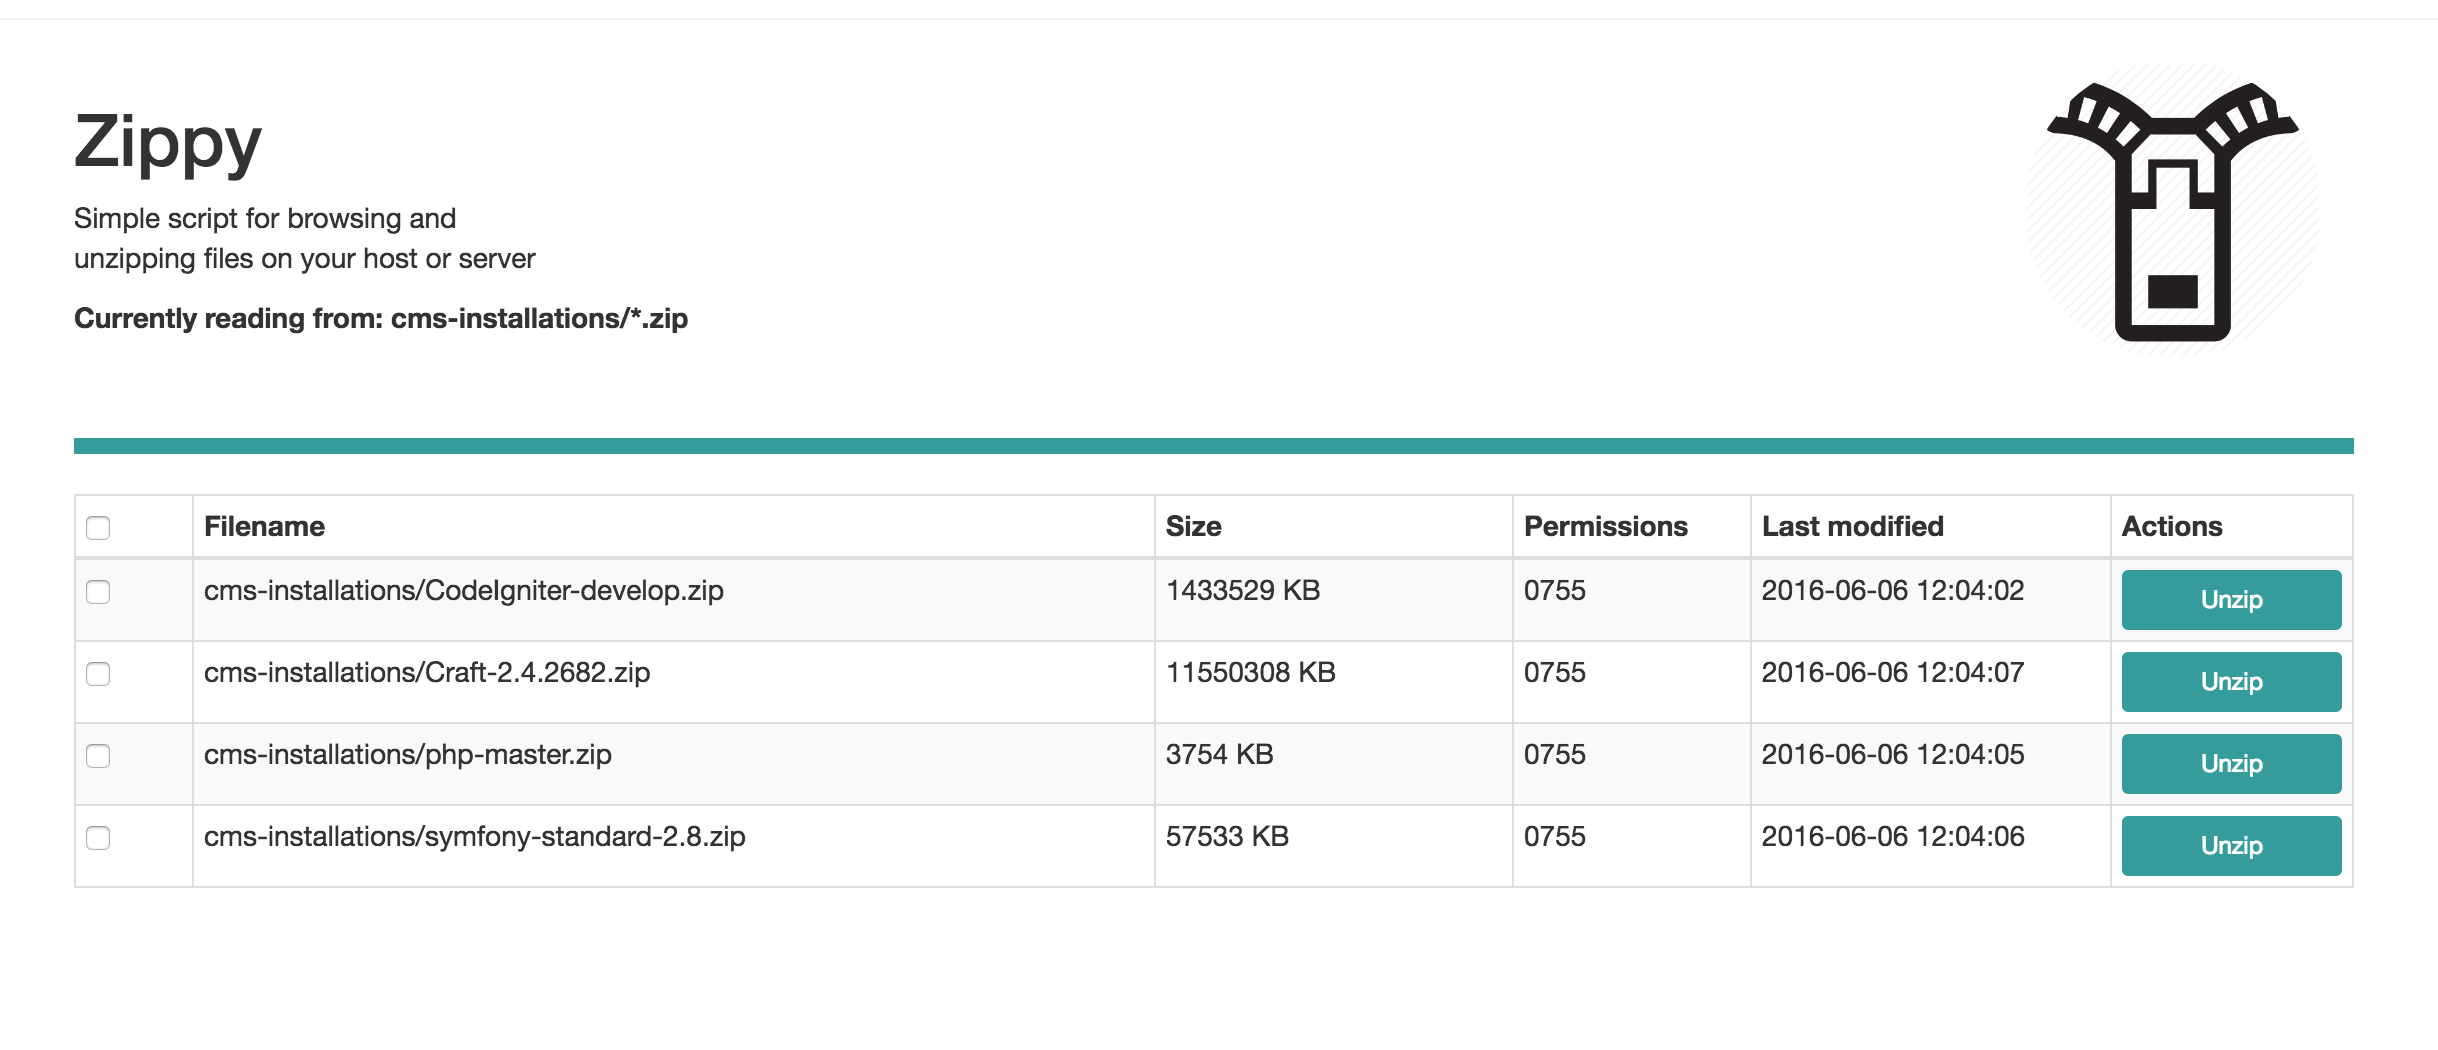 Zippy
Simple script for browsing and
unzipping files on your host or server
Currently reading from: cms-installations/*.zip
Filename Size Permissions Last modified Actions
cms-installations/CodeIgniter-develop.zip 1433529 KB 0755 2016-06-06 12:04:02 Unzip
cms-installations/Craft-2.4.2682.zip 11550308 KB 0755 2016-06-06 12:04:07 Unzip
cms-installations/php-master.zip 3754 KB 0755 2016-06-06 12:04:05 Unzip
cms-installations/symfony-standard-2.8.zip 57533 KB 0755 2016-06-06 12:04:06 Unzip